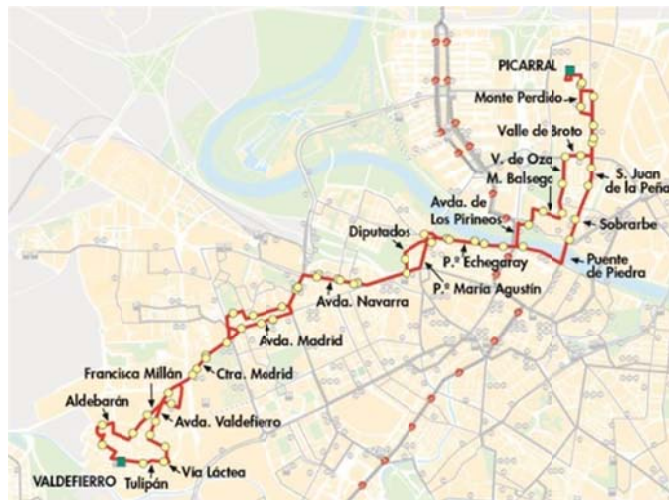 PICARRAL
Monte Perdido
Valle de Broto
V. de Oza
M. Balsego
S. Juan
de la Peña
Avda. de
Los Pirineos
Sobrarbe
Diputados
P.º Echegaray
Puente
de Piedra
P.º María Agustín
Avda. Navarra
Avda. Madrid
Francisca Millán
Ctra. Madrid
Aldebarán
Avda. Valdefierro
VALDEFIERRO
Tulipán
Vía Láctea